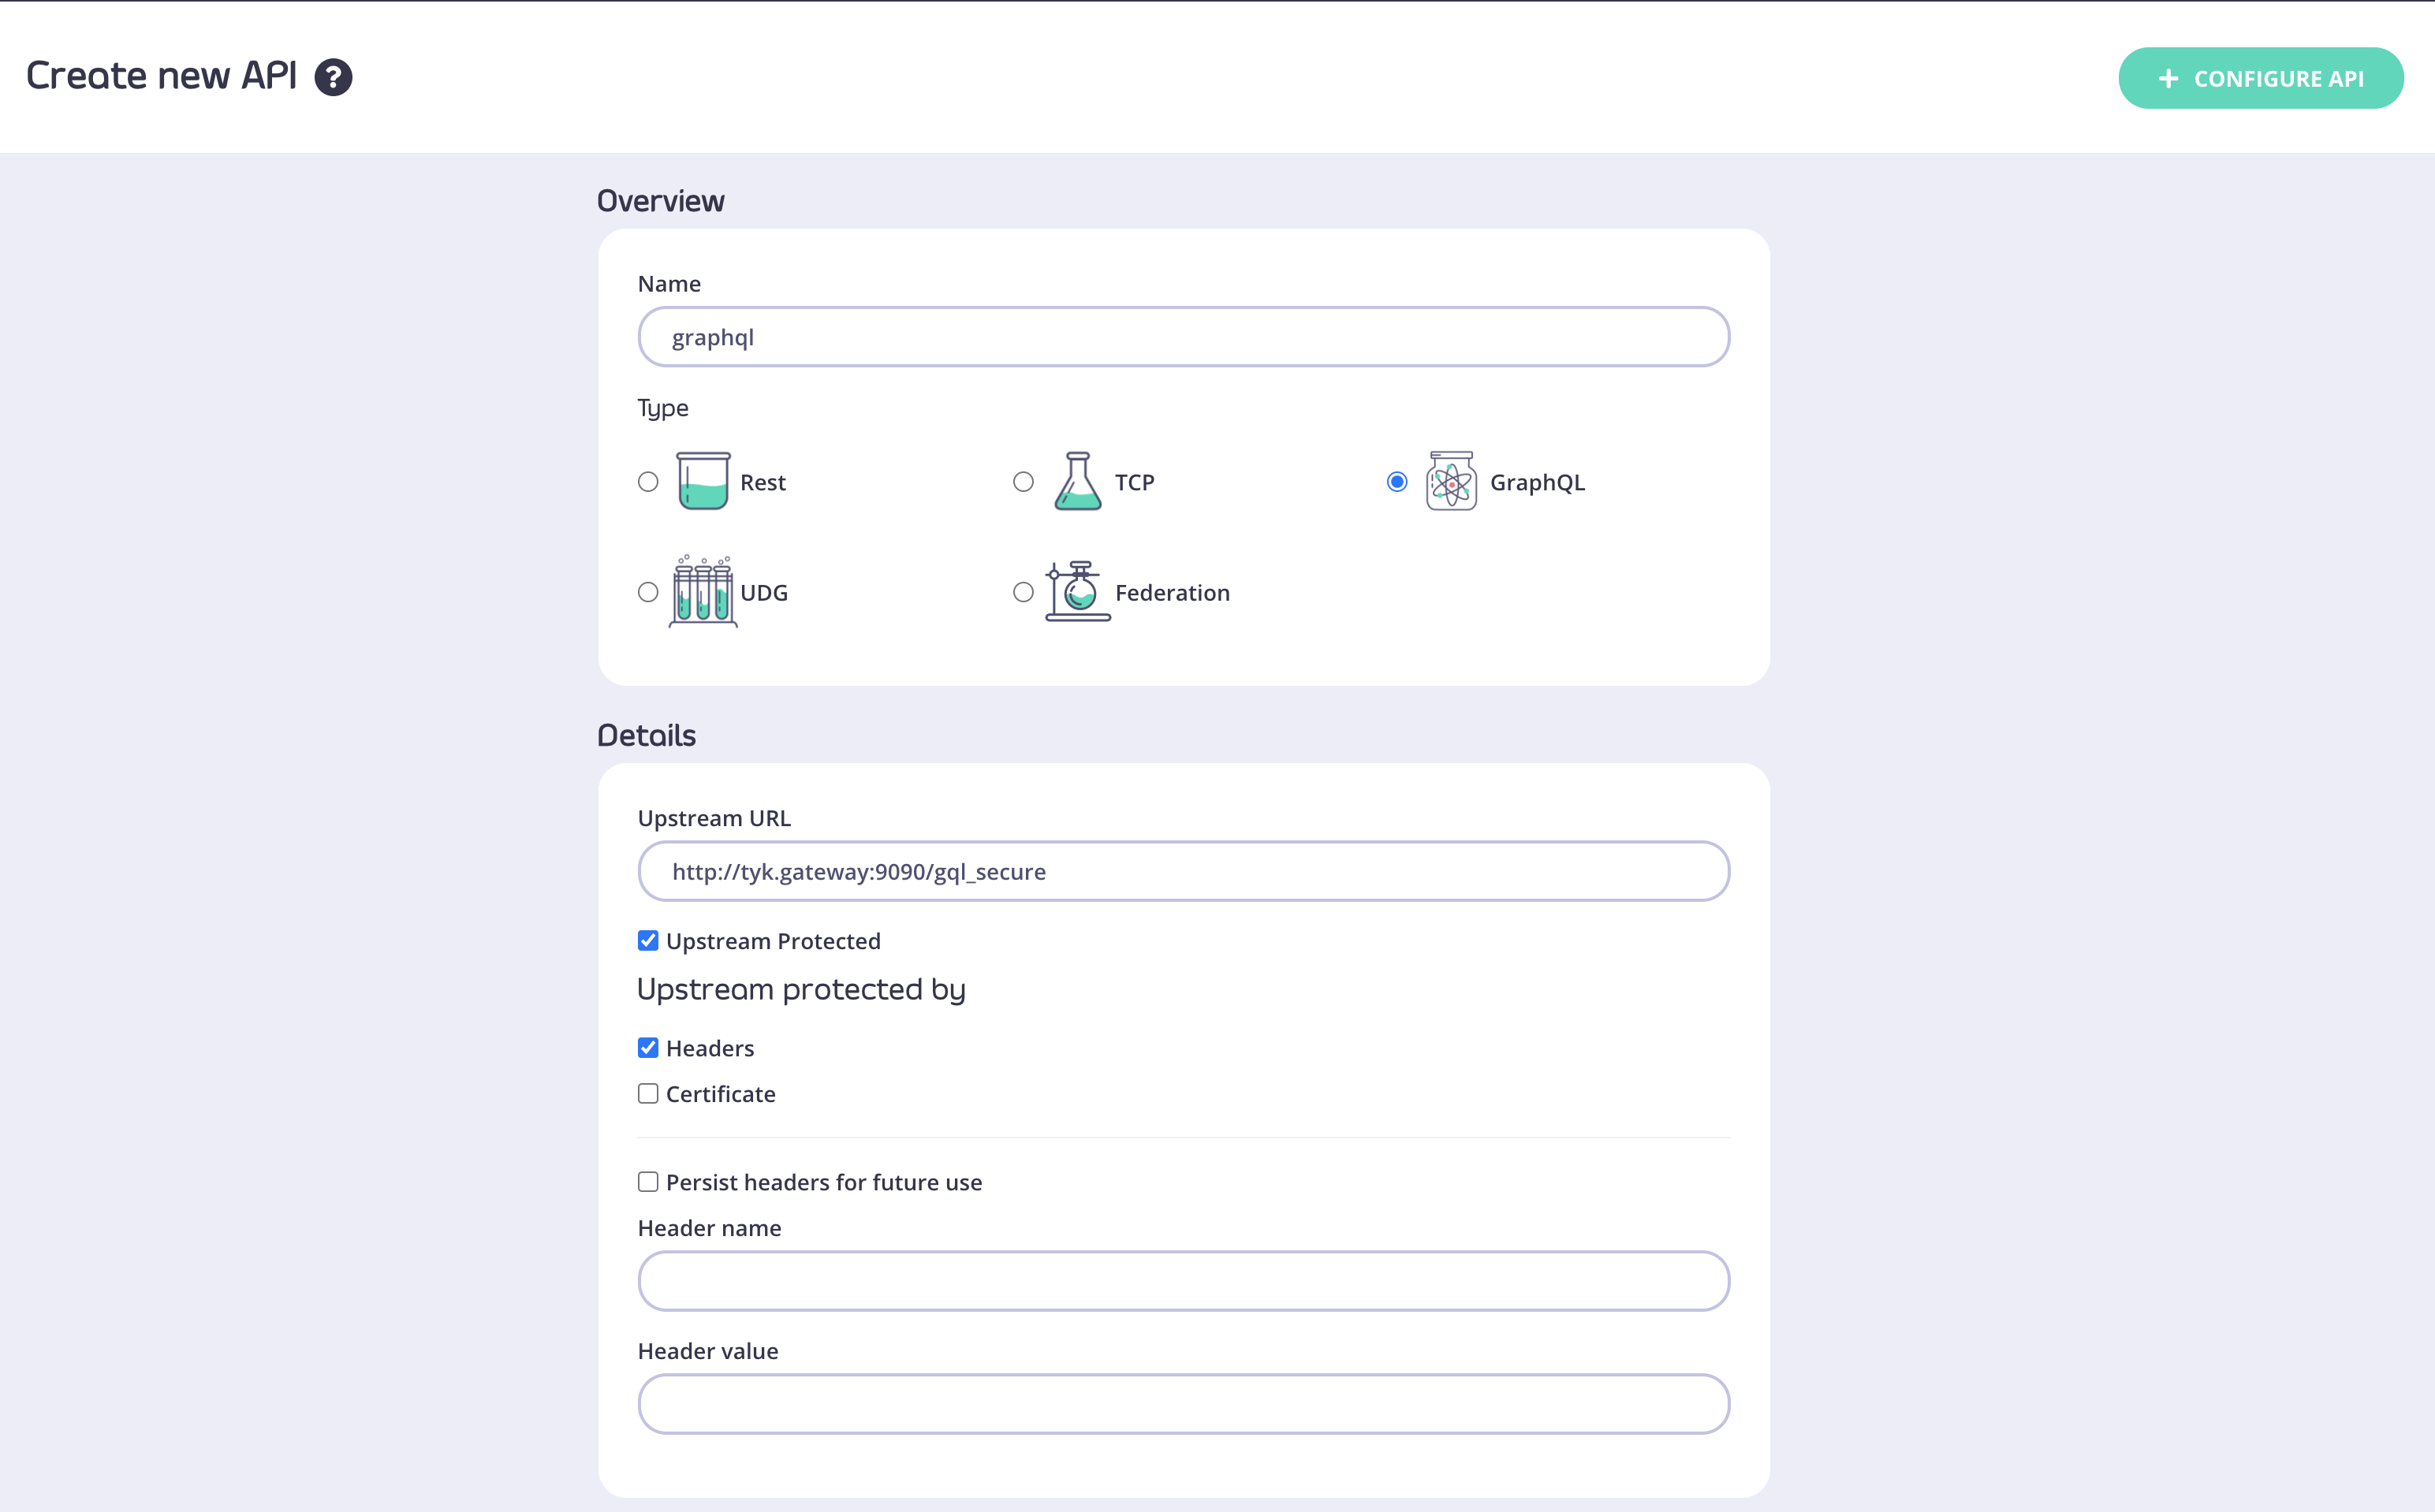 Create new API ?
+ CONFIGURE API
Overview
Name
graphql
Type
Rest
TCP
GraphQL
UDG
Federation
Details
Upstream URL
http://tyk.gateway:9090/gql_secure
Upstream Protected
Upstream protected by
Headers
Certificate
Persist headers for future use
Header name
Header value